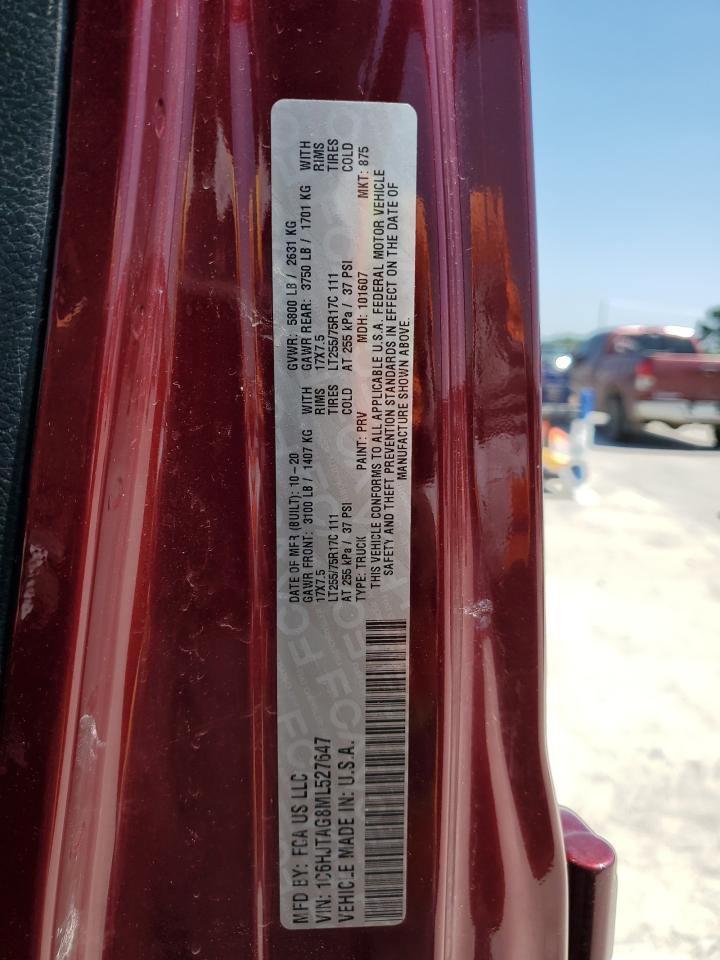 MFD BY: FCA US LLC
VIN: 1C6HJTAG8ML527647
VEHICLE MADE IN: U.S.A.
DATE OF MFR (BUILT): 10-20 GVWR: 5800 LB / 2631 KG
GAWR FRONT: 3100 LB / 1407 KG WITH GAWR REAR: 3750 LB / 1701 KG WITH
17X7.5 RIMS 17X7.5 RIMS
LT255/75R17C 111 TIRES LT255/75R17C 111 TIRES
AT 255 kPa / 37 PSI COLD AT 255 kPa / 37 PSI COLD
TYPE: TRUCK PAINT: PRV MDH: 101607 MKT: 875
THIS VEHICLE CONFORMS TO ALL APPLICABLE U.S.A. FEDERAL MOTOR VEHICLE
SAFETY AND THEFT PREVENTION STANDARDS IN EFFECT ON THE DATE OF
MANUFACTURE SHOWN ABOVE.